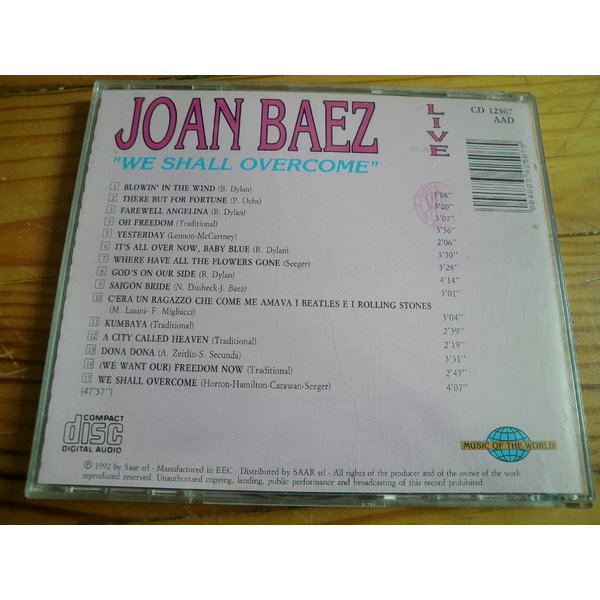 JOAN BAEZ
"WE SHALL OVERCOME"
LIVE
CD 12507
AAD
1 BLOWIN' IN THE WIND (B. Dylan) 3'08''
2 THERE BUT FOR FORTUNE (P. Ochs) 3'20''
3 FAREWELL ANGELINA (B. Dylan) 3'07''
4 OH FREEDOM (Traditional) 3'36''
5 YESTERDAY (Lennon-McCartney) 2'06''
6 IT'S ALL OVER NOW, BABY BLUE (B. Dylan) 3'30''
7 WHERE HAVE ALL THE FLOWERS GONE (Seeger) 3'28''
8 GOD'S ON OUR SIDE (B. Dylan) 4'14''
9 SAIGON BRIDE (N. Dusheck-J. Baez) 3'01''
10 C'ERA UN RAGAZZO CHE COME ME AMAVA I BEATLES E I ROLLING STONES
(M. Lusini- F. Migliacci) 3'04''
11 KUMBAYA (Traditional) 2'39''
12 A CITY CALLED HEAVEN (Traditional) 2'19''
13 DONA DONA (A. Zeitlin-S. Secunda) 3'31''
14 (WE WANT OUR) FREEDOM NOW (Traditional) 2'47''
15 WE SHALL OVERCOME (Horton-Hamilton-Carawan-Seeger) 4'07''
(47'57'')
COMPACT
disc
DIGITAL AUDIO
MUSIC OF THE WORLD
℗ 1992 by Saar srl - Manufactured in EEC - Distributed by SAAR srl - All rights of the producer and of the owner of the work
reproduced reserved. Unauthorized copying, lending, public performance and broadcasting of this record prohibited.